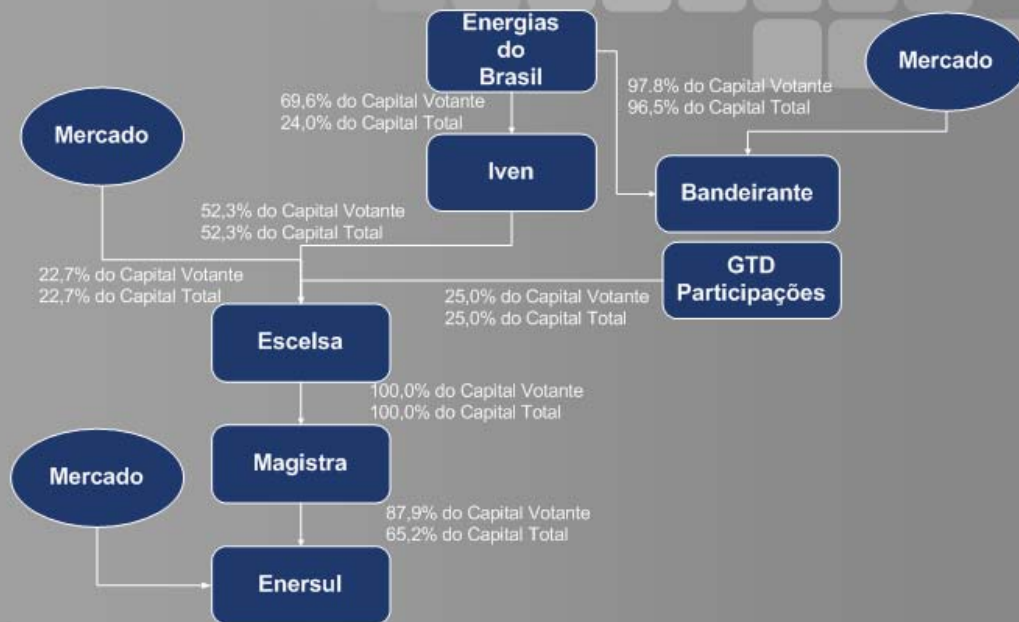 Energias
do
Brasil
Mercado
97.8% do Capital Votante
96,5% do Capital Total
69,6% do Capital Votante
24,0% do Capital Total
Mercado
Iven
Bandeirante
52,3% do Capital Votante
52,3% do Capital Total
22,7% do Capital Votante
22,7% do Capital Total
GTD
Participações
25,0% do Capital Votante
25,0% do Capital Total
Escelsa
100,0% do Capital Votante
100,0% do Capital Total
Magistra
Mercado
87,9% do Capital Votante
65,2% do Capital Total
Enersul